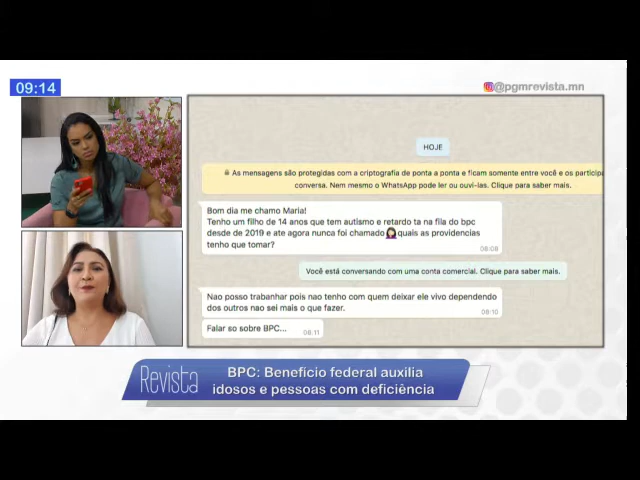 09:14
@pgmrevista.mn
HOJE
As mensagens são protegidas com a criptografia de ponta a ponta e ficam somente entre você e os
conversa. Nem mesmo o WhatsApp pode ler ou ouvi-las. Clique para saber mais.
Bom dia me chamo Maria!
Tenho um filho de 14 anos que tem autismo e retardo ta na fila do bpc
desde de 2019 e ate agora nunca foi chamado🤦🏻‍♀️quais as providencias
tenho que tomar?
08:08
Você está conversando com uma conta comercial. Clique para saber mais.
Nao posso trabanhar pois nao tenho com quem deixar ele vivo dependendo
dos outros nao sei mais o que fazer.
08:10
Falar so sobre BPC...
08:11
Revista
BPC: Benefício federal auxilia
idosos e pessoas com deficiência